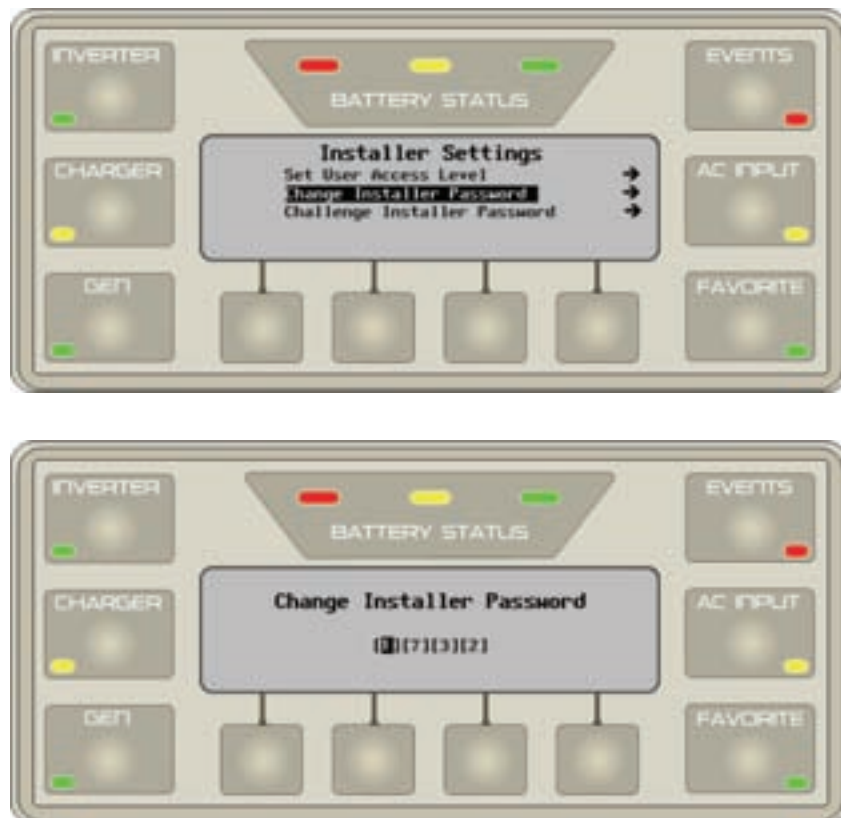 INVERTER
BATTERY STATUS
EVENTS
CHARGER
Installer Settings
Set User Access Level
Change Installer Password
Challenge Installer Password
AC INPUT
GEN
FAVORITE
INVERTER
BATTERY STATUS
EVENTS
CHARGER
Change Installer Password
[7][3][2]
AC INPUT
GEN
FAVORITE